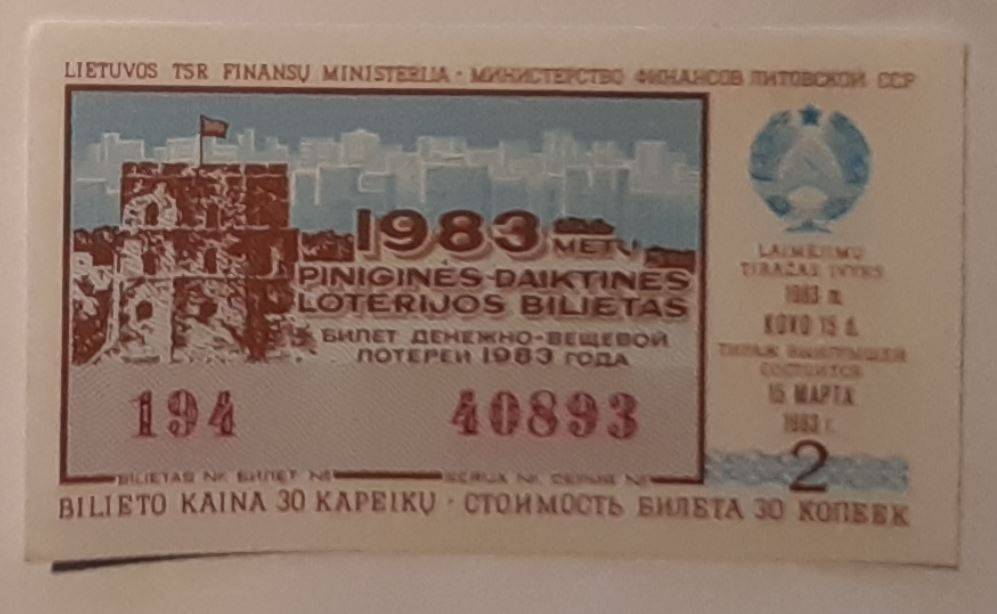 LIETUVOS TSR FINANSŲ MINISTERIJA · МИНИСТЕРСТВО ФИНАНСОВ ЛИТОВСКОЙ ССР
1983 METŲ
PINIGINĖS-DAIKTINĖS
LOTERIJOS BILIETAS
БИЛЕТ ДЕНЕЖНО-ВЕЩЕВОЙ
ЛОТЕРЕИ 1983 ГОДА
194 40893
BILIETAS NR. БИЛЕТ № SERIJA NR. СЕРИЯ №
LAIMĖJIMŲ
TIRAŽAS ĮVYKS
1983 m.
KOVO 15 d.
ТИРАЖ ВЫИГРЫШЕЙ
СОСТОИТСЯ
15 МАРТА
1983 г.
2
BILIETO KAINA 30 KAPEIKŲ · СТОИМОСТЬ БИЛЕТА 30 КОПЕЕК